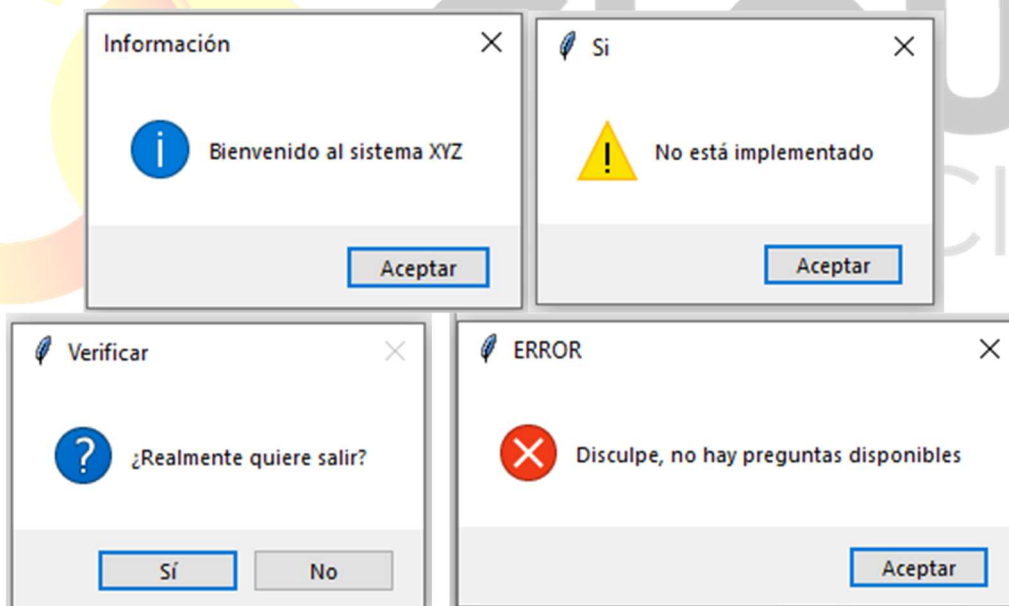 Información
Bienvenido al sistema XYZ
Aceptar
Si
No está implementado
Aceptar
Verificar
¿Realmente quiere salir?
Sí
No
ERROR
Disculpe, no hay preguntas disponibles
Aceptar